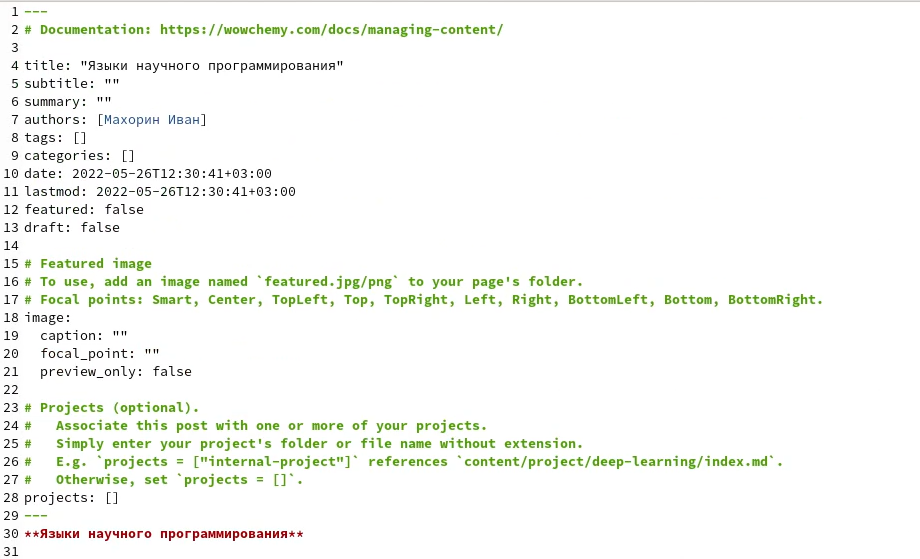 1 ---
2 # Documentation: https://wowchemy.com/docs/managing-content/
3
4 title: "Языки научного программирования"
5 subtitle: ""
6 summary: ""
7 authors: [Махорин Иван]
8 tags: []
9 categories: []
10 date: 2022-05-26T12:30:41+03:00
11 lastmod: 2022-05-26T12:30:41+03:00
12 featured: false
13 draft: false
14
15 # Featured image
16 # To use, add an image named `featured.jpg/png` to your page's folder.
17 # Focal points: Smart, Center, TopLeft, Top, TopRight, Left, Right, BottomLeft, Bottom, BottomRight.
18 image:
19   caption: ""
20   focal_point: ""
21   preview_only: false
22
23 # Projects (optional).
24 #   Associate this post with one or more of your projects.
25 #   Simply enter your project's folder or file name without extension.
26 #   E.g. `projects = ["internal-project"]` references `content/project/deep-learning/index.md`.
27 #   Otherwise, set `projects = []`.
28 projects: []
29 ---
30 **Языки научного программирования**
31